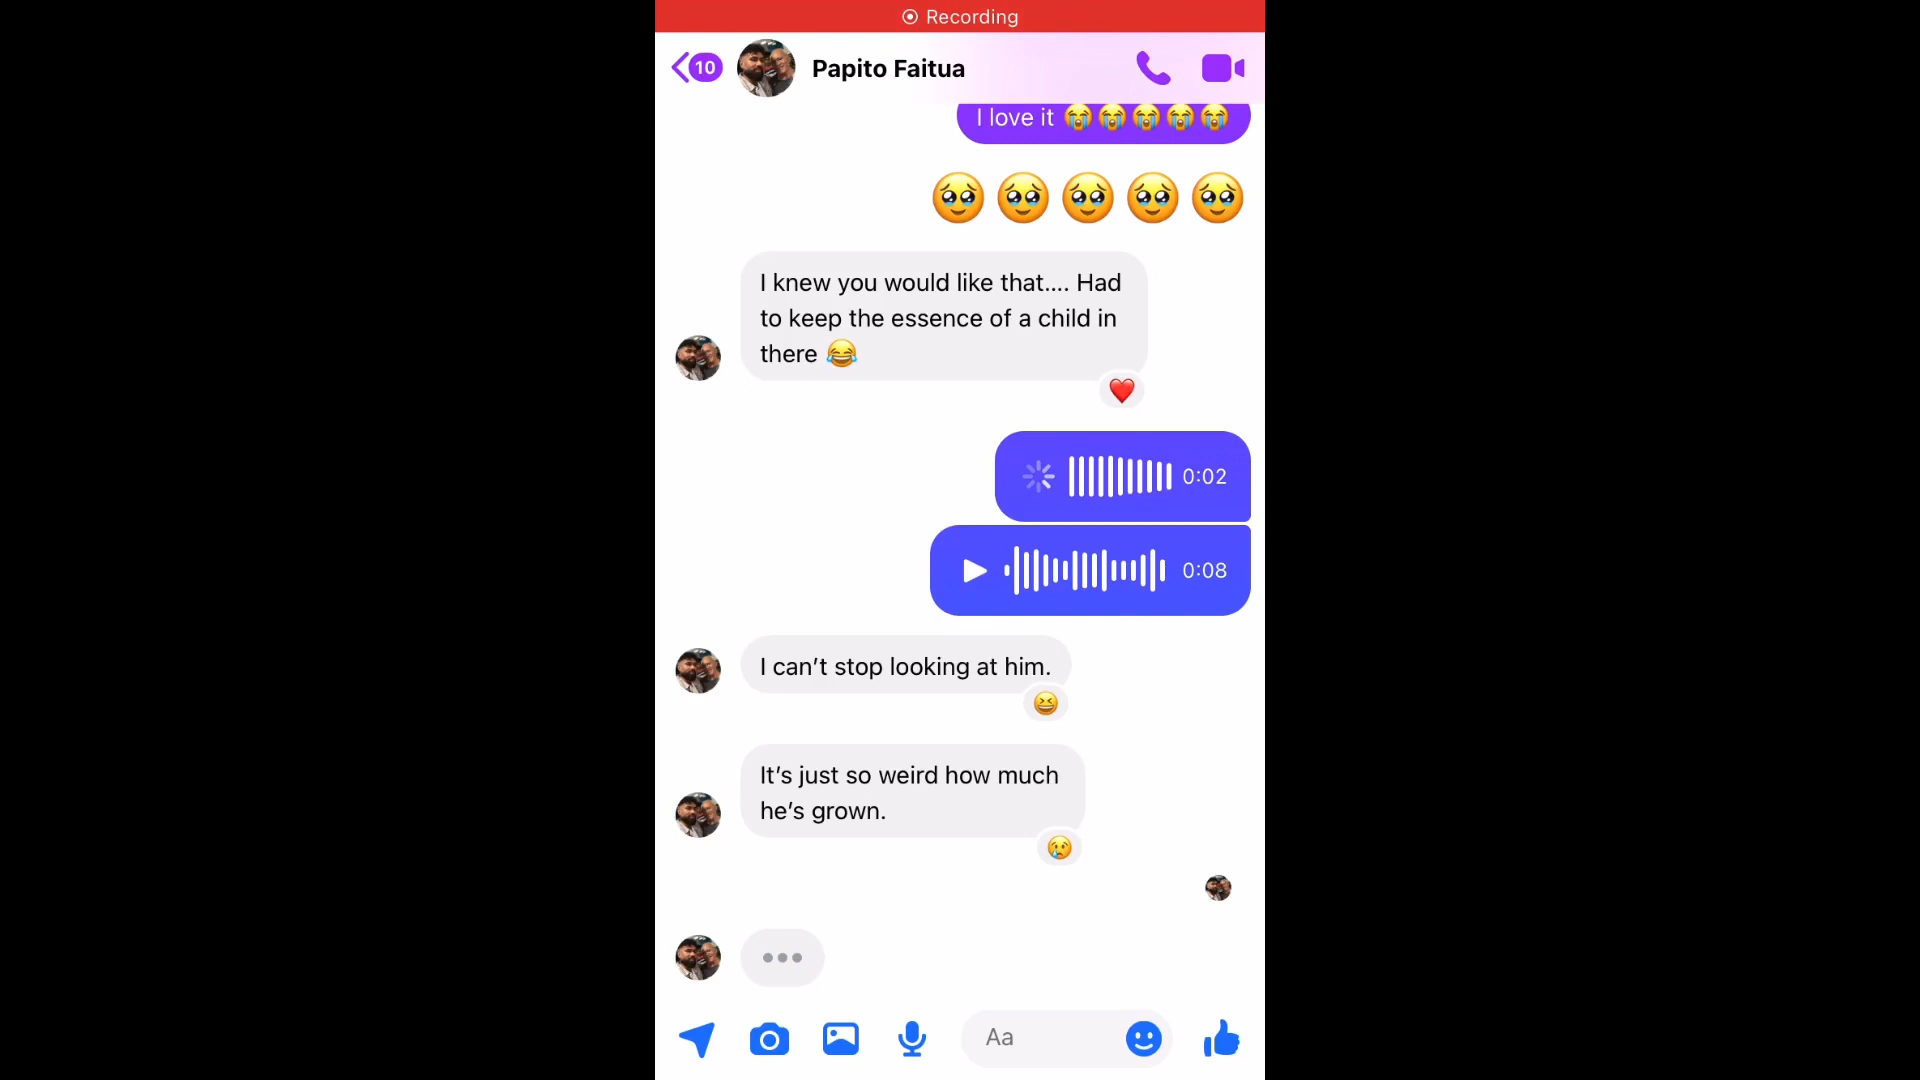 Recording
10
Papito Faitua
I love it 😭😭😭😭😭
🥹🥹🥹🥹🥹
I knew you would like that.... Had
to keep the essence of a child in
there 😂
0:02
0:08
I can’t stop looking at him.
It’s just so weird how much
he’s grown.
Aa